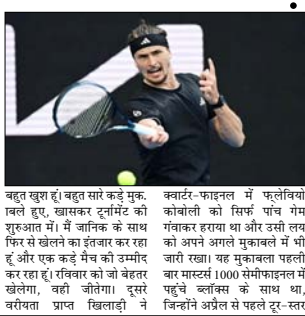 बहुत खुश हूं। बहुत सारे कड़े मुक.
ाबले हुए, खासकर टूर्नामेंट की
शुरुआत में। मैं जानिक के साथ
फिर से खेलने का इंतजार कर रहा
हूं और एक कड़े मैच की उम्मीद
कर रहा हूं। रविवार को जो बेहतर
खेलेगा, वही जीतेगा। दूसरे
वरीयता प्राप्त खिलाड़ी ने
क्वार्टर-फाइनल में फ्लेवियो
कोबोली को सिर्फ पांच गेम
गंवाकर हराया था और उसी लय
को अपने अगले मुकाबले में भी
जारी रखा। यह मुकाबला पहली
बार मास्टर्स 1000 सेमीफाइनल में
पहुंचे ब्लॉक्स के साथ था,
जिन्होंने अप्रैल से पहले टूर-स्तर